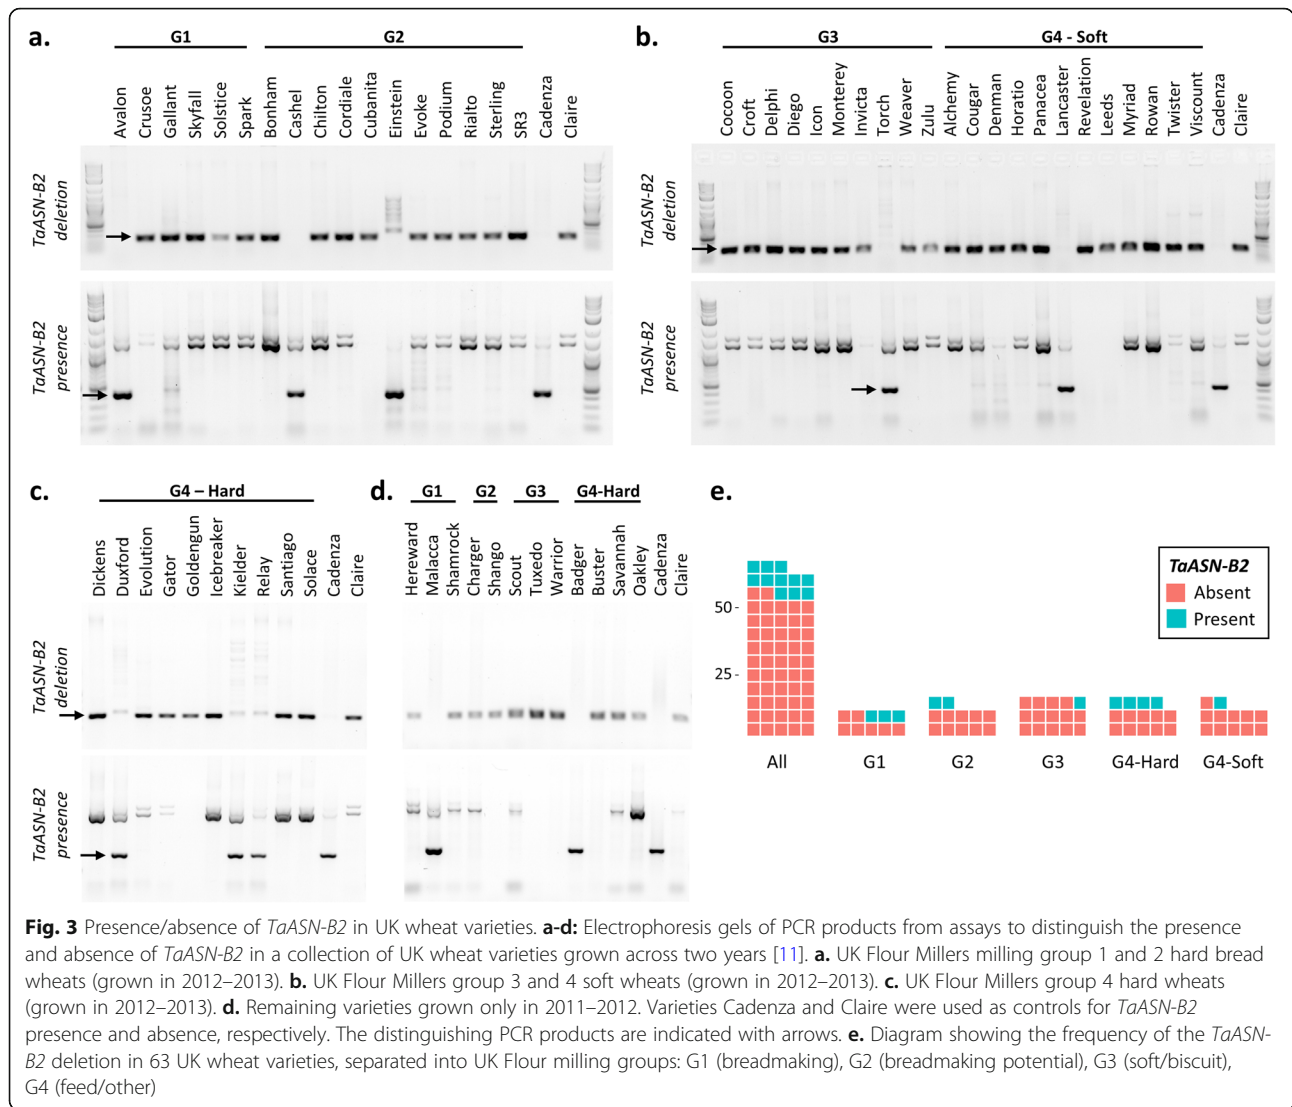 a.
G1
G2
Avalon
Crusoe
Gallant
Skyfall
Solstice
Spark
Bonham
Cashel
Chilton
Cordiale
Cubanita
Einstein
Evoke
Podium
Rialto
Sterling
SR3
Cadenza
Claire
TaASN-B2
deletion
TaASN-B2
presence
b.
G3
G4 - Soft
Cocoon
Croft
Delphi
Diego
Icon
Monterey
Invicta
Torch
Weaver
Zulu
Alchemy
Cougar
Denman
Horatio
Panacea
Lancaster
Revelation
Leeds
Myriad
Rowan
Twister
Viscount
Cadenza
Claire
TaASN-B2
deletion
TaASN-B2
presence
c.
G4 – Hard
Dickens
Duxford
Evolution
Gator
Goldengun
Icebreaker
Kielder
Relay
Santiago
Solace
Cadenza
Claire
TaASN-B2
deletion
TaASN-B2
presence
d.
G1
G2
G3
G4-Hard
Hereward
Malacca
Shamrock
Charger
Shango
Scout
Tuxedo
Warrior
Badger
Buster
Savannah
Oakley
Cadenza
Claire
e.
50 -
25 -
All
G1
G2
G3
G4-Hard
G4-Soft
TaASN-B2
Absent
Present
Fig. 3 Presence/absence of TaASN-B2 in UK wheat varieties. a-d: Electrophoresis gels of PCR products from assays to distinguish the presence
and absence of TaASN-B2 in a collection of UK wheat varieties grown across two years [11]. a. UK Flour Millers milling group 1 and 2 hard bread
wheats (grown in 2012–2013). b. UK Flour Millers group 3 and 4 soft wheats (grown in 2012–2013). c. UK Flour Millers group 4 hard wheats
(grown in 2012–2013). d. Remaining varieties grown only in 2011–2012. Varieties Cadenza and Claire were used as controls for TaASN-B2
presence and absence, respectively. The distinguishing PCR products are indicated with arrows. e. Diagram showing the frequency of the TaASN-
B2 deletion in 63 UK wheat varieties, separated into UK Flour milling groups: G1 (breadmaking), G2 (breadmaking potential), G3 (soft/biscuit),
G4 (feed/other)